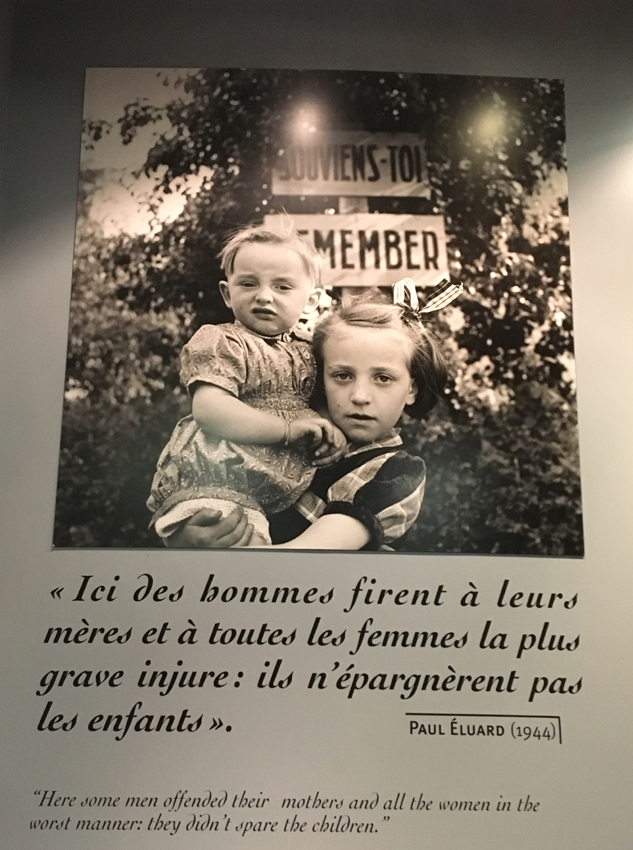 SOUVIENS-TOI
REMEMBER
« Ici des hommes firent à leurs
mères et à toutes les femmes la plus
grave injure : ils n'épargnèrent pas
les enfants ».
PAUL ÉLUARD (1944)
"Here some men offended their mothers and all the women in the
worst manner: they didn't spare the children."